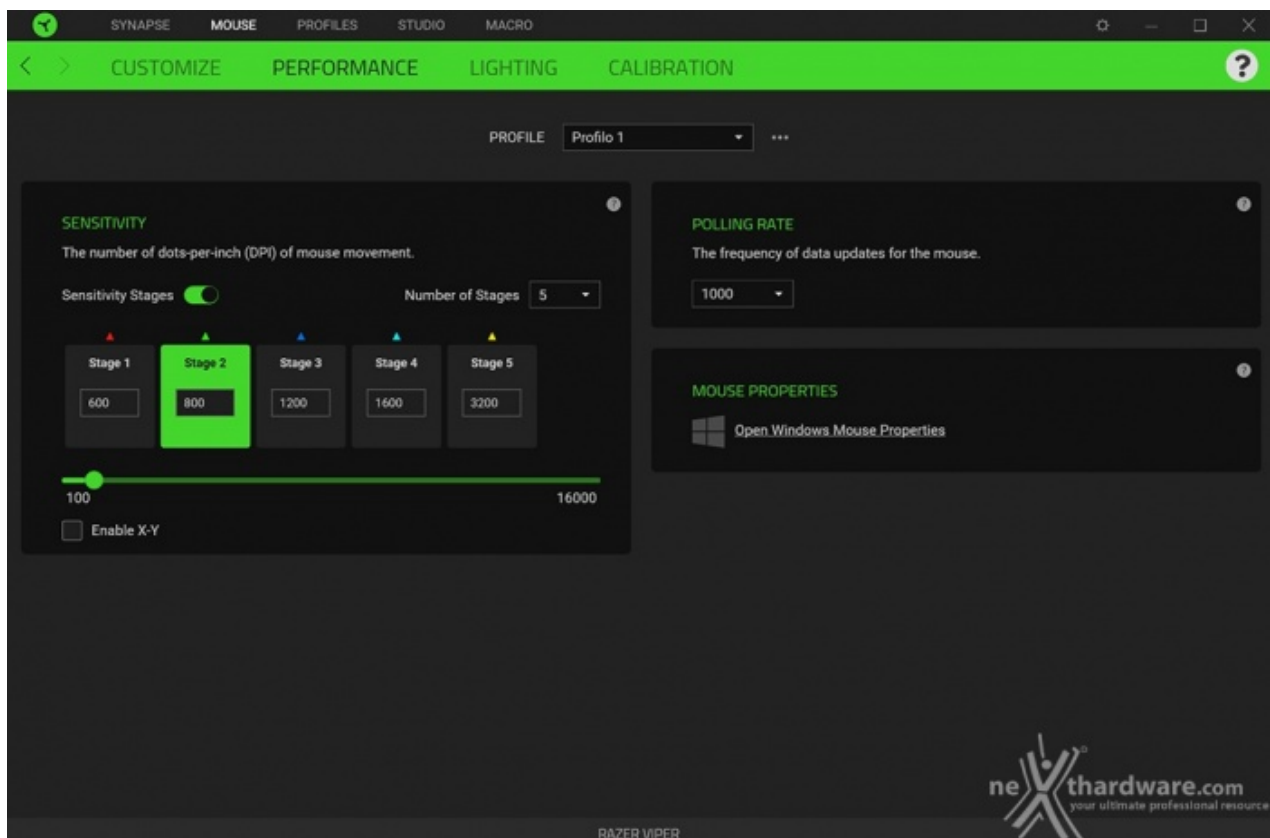 SYNAPSE MOUSE PROFILES STUDIO MACRO
CUSTOMIZE PERFORMANCE LIGHTING CALIBRATION ?
PROFILE Profilo 1
SENSITIVITY ?
The number of dots-per-inch (DPI) of mouse movement.
Sensitivity Stages Number of Stages 5
Stage 1 Stage 2 Stage 3 Stage 4 Stage 5
600 800 1200 1600 3200
100 16000
Enable X-Y
POLLING RATE ?
The frequency of data updates for the mouse.
1000
MOUSE PROPERTIES ?
Open Windows Mouse Properties
neXthardware.com
your ultimate professional resource
RAZER VIPER